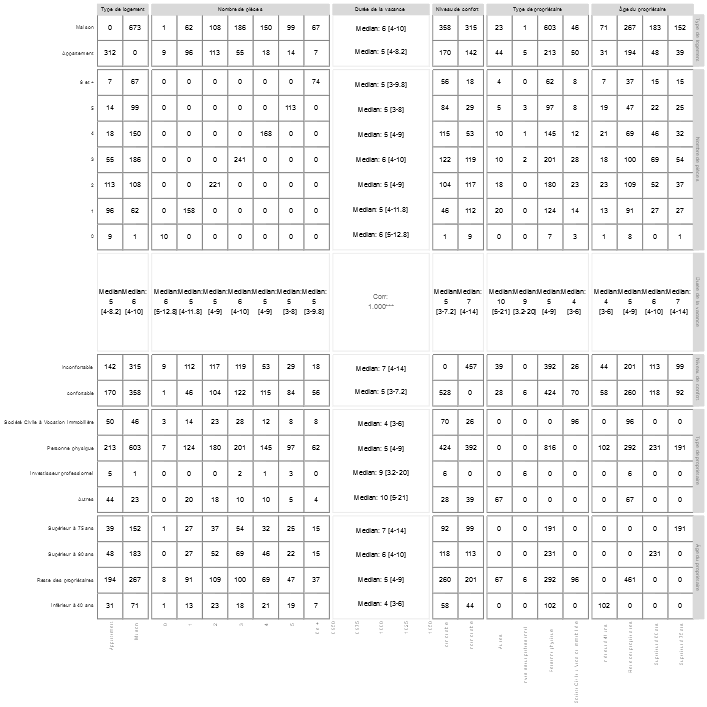 Type de logement Nombre de pièces Durée de la vacance Niveau de confort Type de propriétaire Âge du propriétaire
Maison 0 673 1 62 108 186 150 99 67 Median: 6 [4-10] 358 315 23 1 603 46 71 267 183 152
Appartement 312 0 9 96 113 55 18 14 7 Median: 5 [4-8.2] 170 142 44 5 213 50 31 194 48 39
Type de logement
6 et + 7 67 0 0 0 0 0 0 74 Median: 5 [3-9.8] 56 18 4 0 62 8 7 37 15 15
5 14 99 0 0 0 0 0 113 0 Median: 5 [3-8] 84 29 5 3 97 8 19 47 22 25
4 18 150 0 0 0 0 168 0 0 Median: 5 [4-9] 115 53 10 1 145 12 21 69 46 32
3 55 186 0 0 0 241 0 0 0 Median: 6 [4-10] 122 119 10 2 201 28 18 100 69 54
2 113 108 0 0 221 0 0 0 0 Median: 5 [4-9] 104 117 18 0 180 23 23 109 52 37
1 96 62 0 158 0 0 0 0 0 Median: 5 [4-11.8] 46 112 20 0 124 14 13 91 27 27
0 9 1 10 0 0 0 0 0 0 Median: 6 [5-12.8] 1 9 0 0 7 3 1 8 0 1
Nombre de pièces
Median: Median: Median: Median: Median: Median: Median: Median: Median: Corr: Median: Median: Median: Median: Median: Median: Median: Median: Median: Median:
5 6 6 5 5 6 5 5 5 1.000*** 5 7 10 9 5 4 4 5 6 7
[4-8.2] [4-10] [5-12.8] [4-11.8] [4-9] [4-10] [4-9] [3-8] [3-9.8] [3-7.2] [4-14] [5-21] [3.2-20] [4-9] [3-6] [3-6] [4-9] [4-10] [4-14]
Durée de la vacance
inconfortable 142 315 9 112 117 119 53 29 18 Median: 7 [4-14] 0 457 39 0 392 26 44 201 113 99
confortable 170 358 1 46 104 122 115 84 56 Median: 5 [3-7.2] 528 0 28 6 424 70 58 260 118 92
Niveau de confort
Société Civile à Vocation Immobilière 50 46 3 14 23 28 12 8 8 Median: 4 [3-6] 70 26 0 0 0 96 0 96 0 0
Personne physique 213 603 7 124 180 201 145 97 62 Median: 5 [4-9] 424 392 0 0 816 0 102 292 231 191
Investisseur professionnel 5 1 0 0 0 2 1 3 0 Median: 9 [3.2-20] 6 0 0 6 0 0 0 6 0 0
Autres 44 23 0 20 18 10 10 5 4 Median: 10 [5-21] 28 39 67 0 0 0 0 67 0 0
Type de propriétaire
Supérieur à 75 ans 39 152 1 27 37 54 32 25 15 Median: 7 [4-14] 92 99 0 0 191 0 0 0 0 191
Supérieur à 60 ans 48 183 0 27 52 69 46 22 15 Median: 6 [4-10] 118 113 0 0 231 0 0 0 231 0
Reste des propriétaires 194 267 8 91 109 100 69 47 37 Median: 5 [4-9] 260 201 67 6 292 96 0 461 0 0
Inférieur à 40 ans 31 71 1 13 23 18 21 19 7 Median: 4 [3-6] 58 44 0 0 102 0 102 0 0 0
Âge du propriétaire
Appartement Maison 0 1 2 3 4 5 6 et +